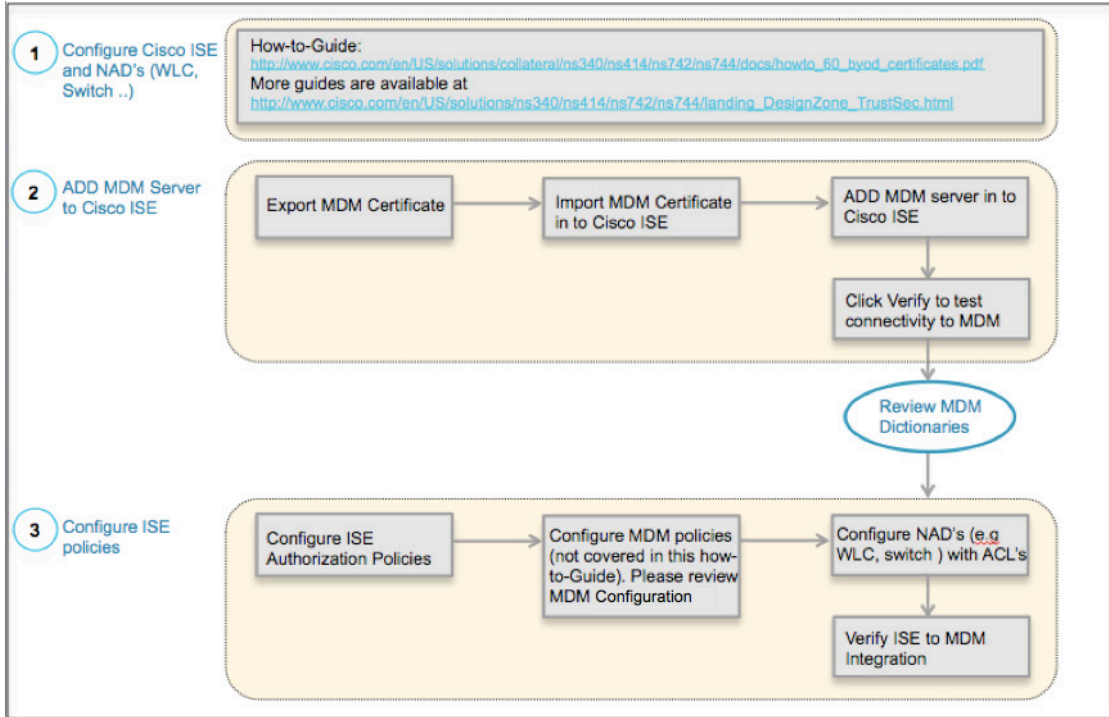 1
Configure Cisco ISE
and NAD's (WLC,
Switch ..)
How-to-Guide:
http://www.cisco.com/en/US/solutions/collateral/ns340/ns414/ns742/ns744/docs/howto_60_byod_certificates.pdf
More guides are available at
http://www.cisco.com/en/US/solutions/ns340/ns414/ns742/ns744/landing_DesignZone_TrustSec.html
2
ADD MDM Server
to Cisco ISE
Export MDM Certificate
Import MDM Certificate
in to Cisco ISE
ADD MDM server in to
Cisco ISE
Click Verify to test
connectivity to MDM
Review MDM
Dictionaries
3
Configure ISE
policies
Configure ISE
Authorization Policies
Configure MDM policies
(not covered in this how-
to-Guide). Please review
MDM Configuration
Configure NAD's (e.g
WLC, switch ) with ACL's
Verify ISE to MDM
Integration